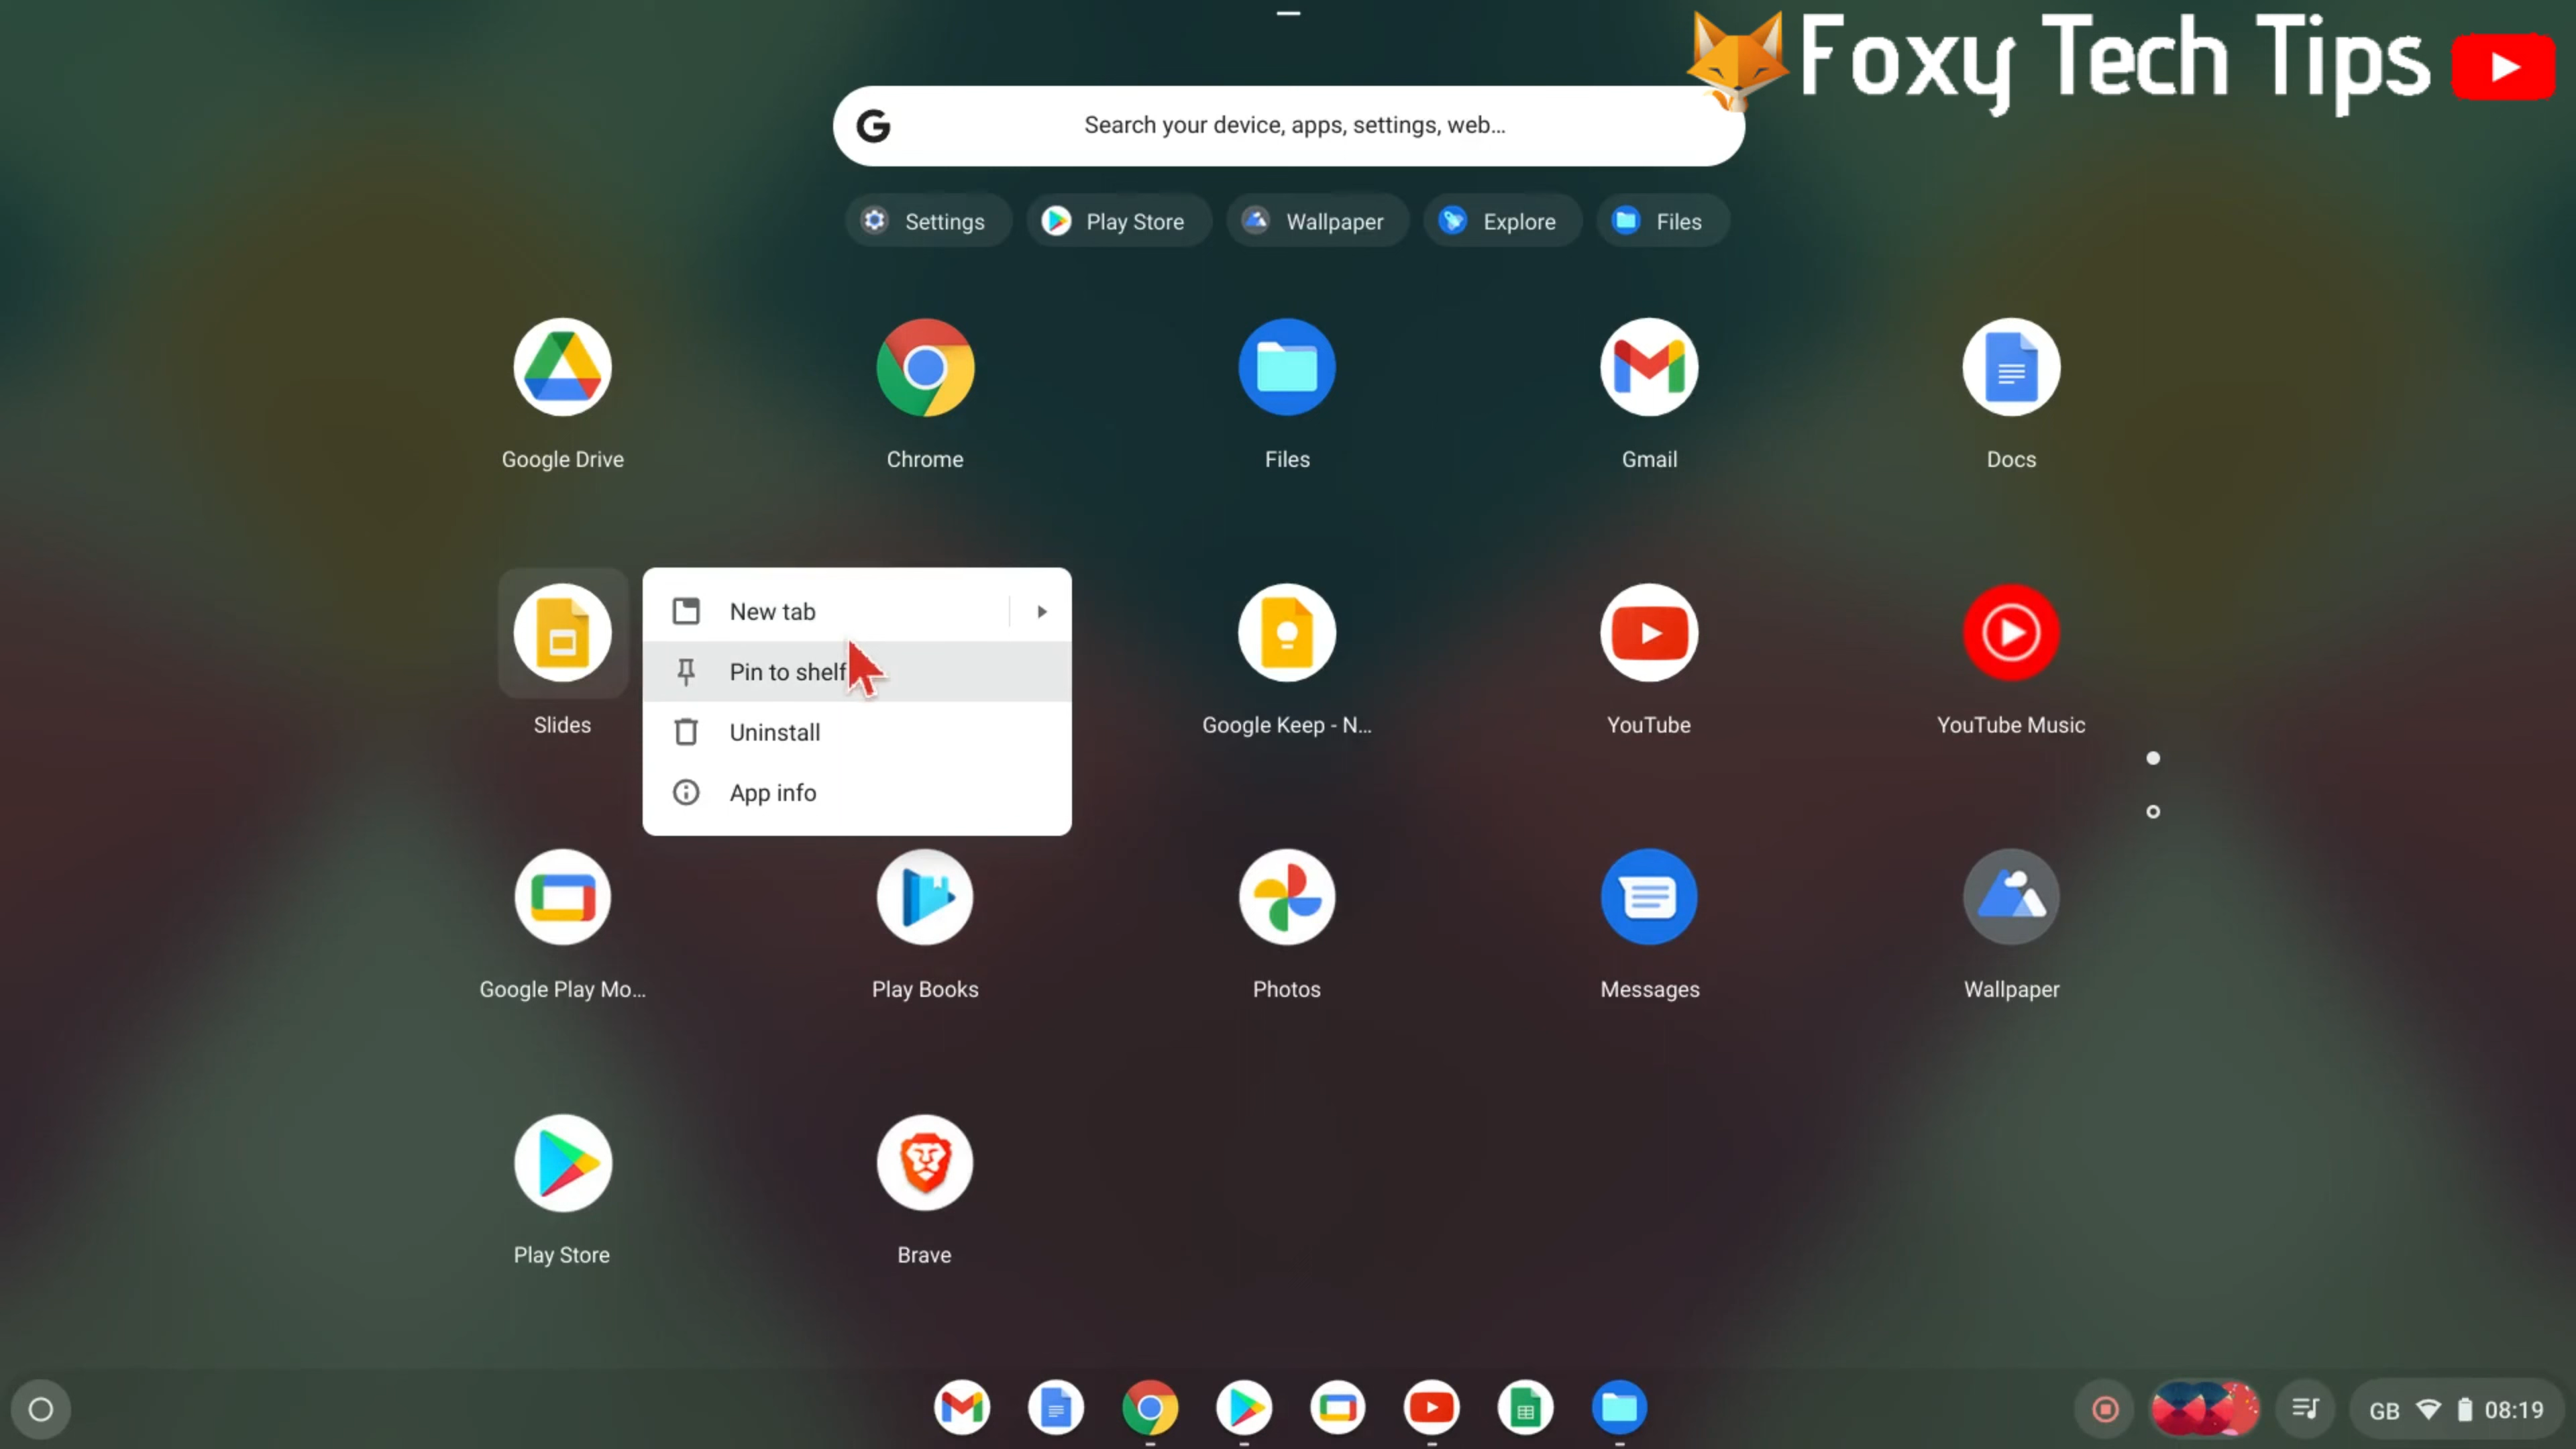 Foxy Tech Tips
Search your device, apps, settings, web...
Settings
Play Store
Wallpaper
Explore
Files
Google Drive
Chrome
Files
Gmail
Docs
New tab
Pin to shelf
Uninstall
App info
Slides
Google Keep - N...
YouTube
YouTube Music
Google Play Mo...
Play Books
Photos
Messages
Wallpaper
Play Store
Brave
GB 08:19